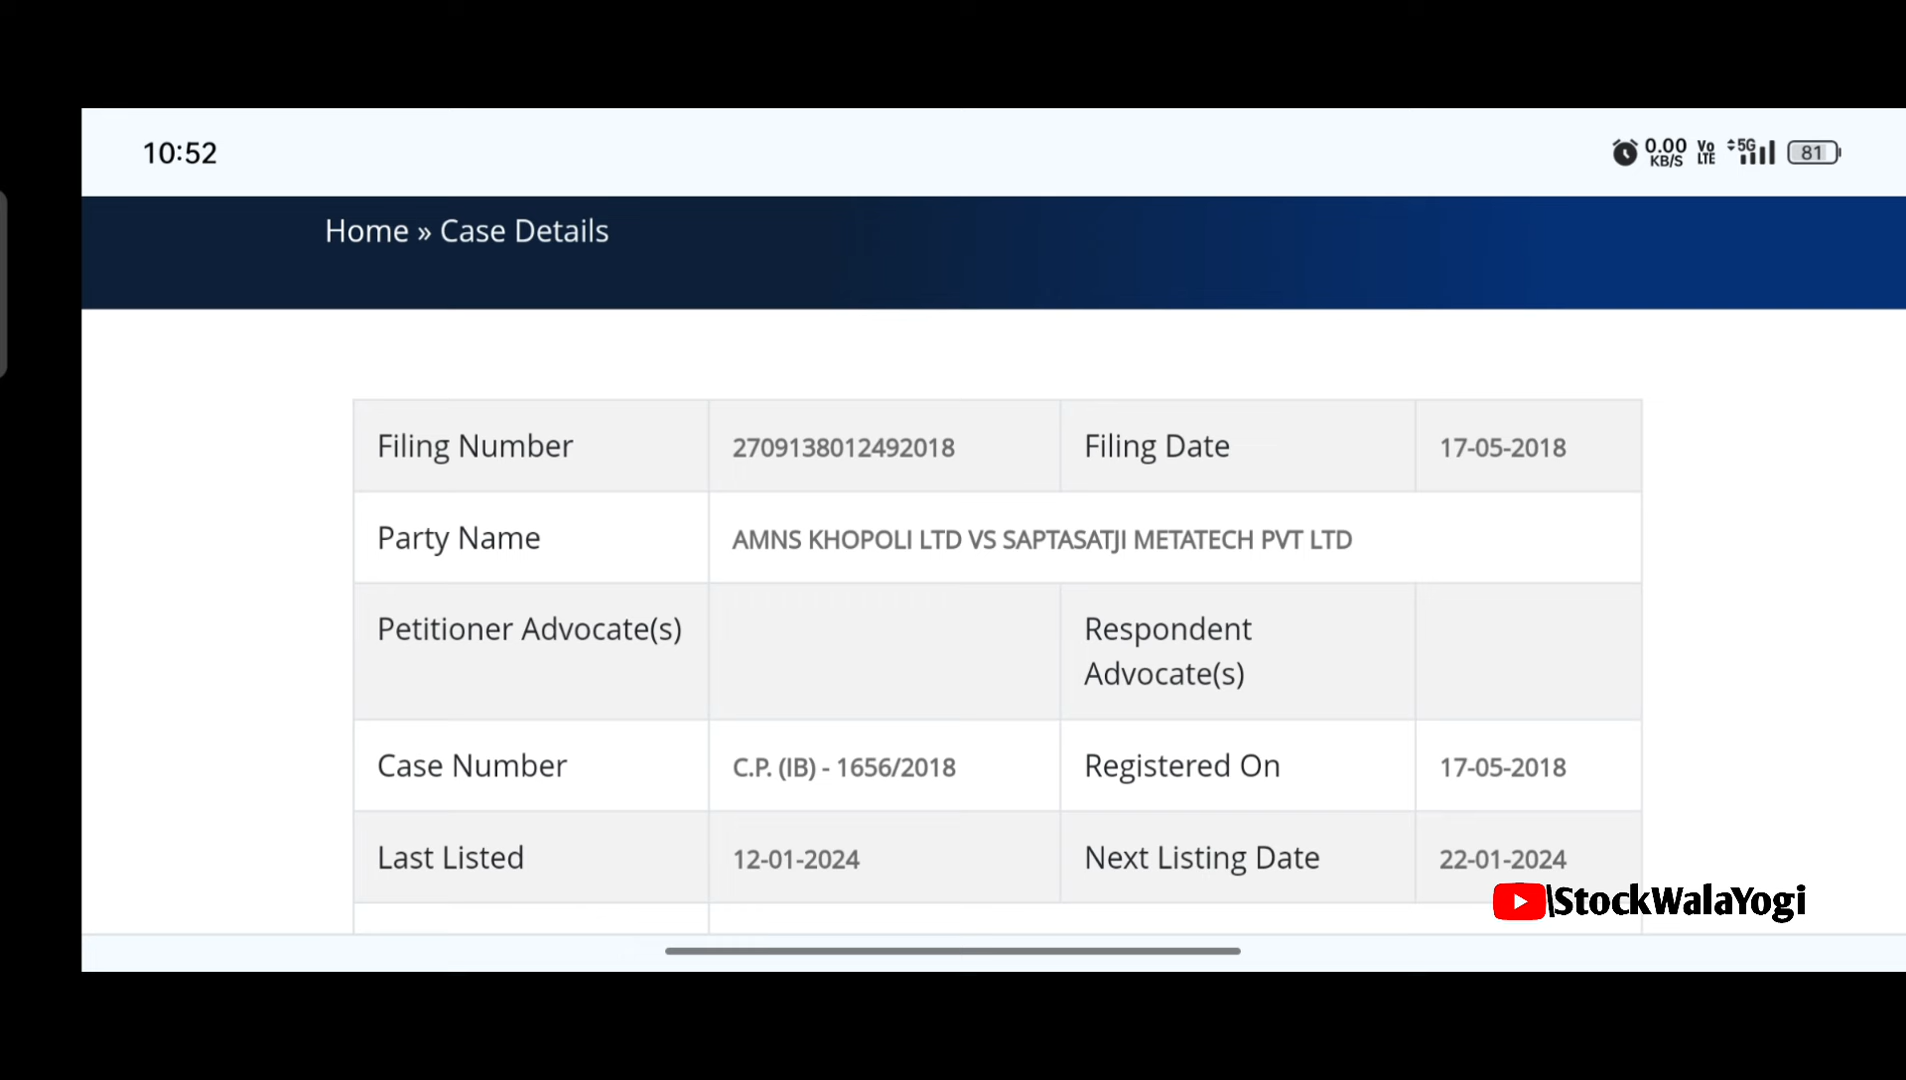 10:52
0.00 KB/S Vo LTE 5G 81
Home » Case Details
Filing Number 2709138012492018 Filing Date 17-05-2018
Party Name AMNS KHOPOLI LTD VS SAPTASATJI METATECH PVT LTD
Petitioner Advocate(s) Respondent
Advocate(s)
Case Number C.P. (IB) - 1656/2018 Registered On 17-05-2018
Last Listed 12-01-2024 Next Listing Date 22-01-2024
\StockWalaYogi